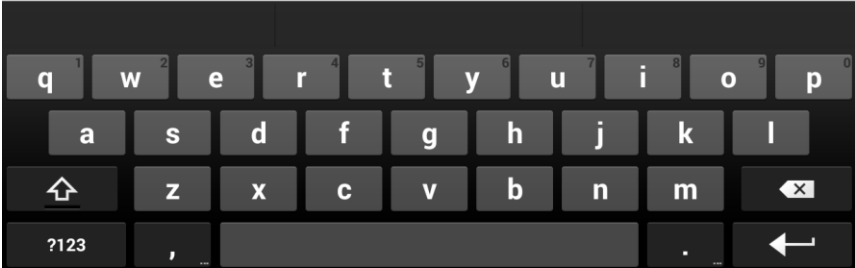 q 1 w 2 e 3 r 4 t 5 y 6 u 7 i 8 o 9 p 0
a s d f g h j k l
z x c v b n m
?123 , ... . ...